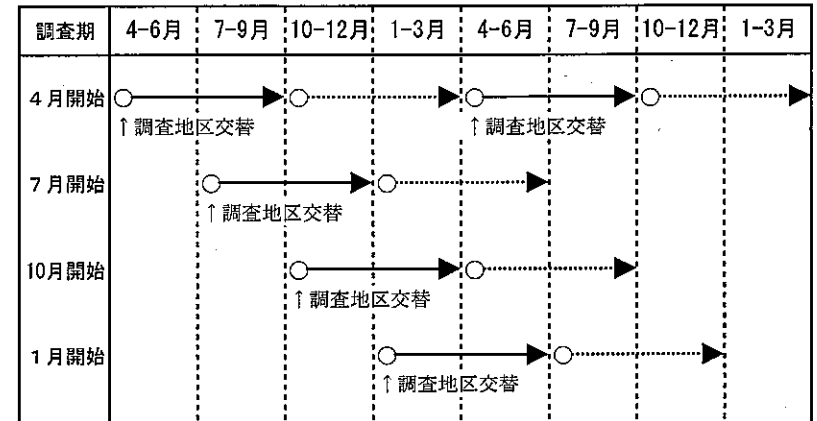 調査期 4-6月 7-9月 10-12月 1-3月 4-6月 7-9月 10-12月 1-3月
4月開始
↑調査地区交替 ↑調査地区交替
7月開始
↑調査地区交替
10月開始
↑調査地区交替
1月開始
↑調査地区交替